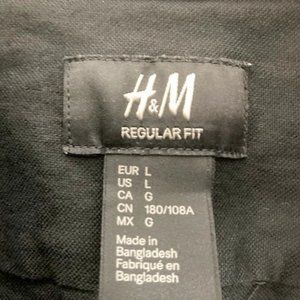 H&M
REGULAR FIT
EUR L
US L
CA G
CN 180/108A
MX G
Made in
Bangladesh
Fabriqué en
Bangladesh